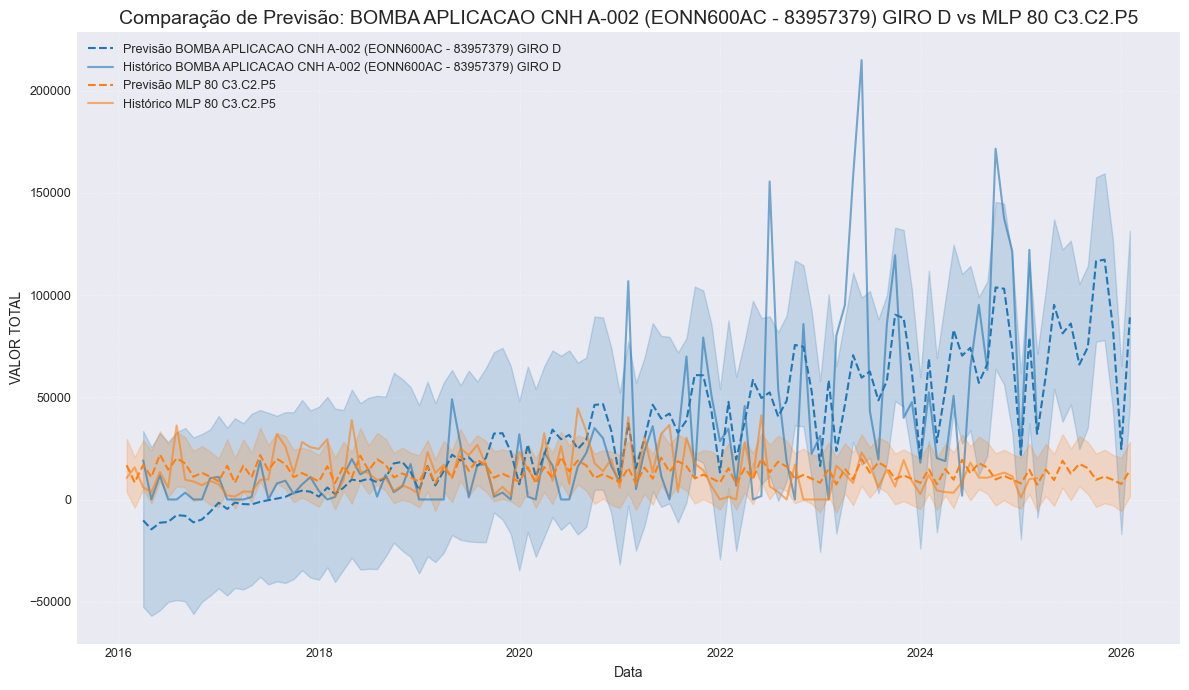 Comparação de Previsão: BOMBA APLICACAO CNH A-002 (EONN600AC - 83957379) GIRO D vs MLP 80 C3.C2.P5
Previsão BOMBA APLICACAO CNH A-002 (EONN600AC - 83957379) GIRO D
Histórico BOMBA APLICACAO CNH A-002 (EONN600AC - 83957379) GIRO D
Previsão MLP 80 C3.C2.P5
Histórico MLP 80 C3.C2.P5
VALOR TOTAL
200000
150000
100000
50000
0
−50000
2016 2018 2020 2022 2024 2026
Data